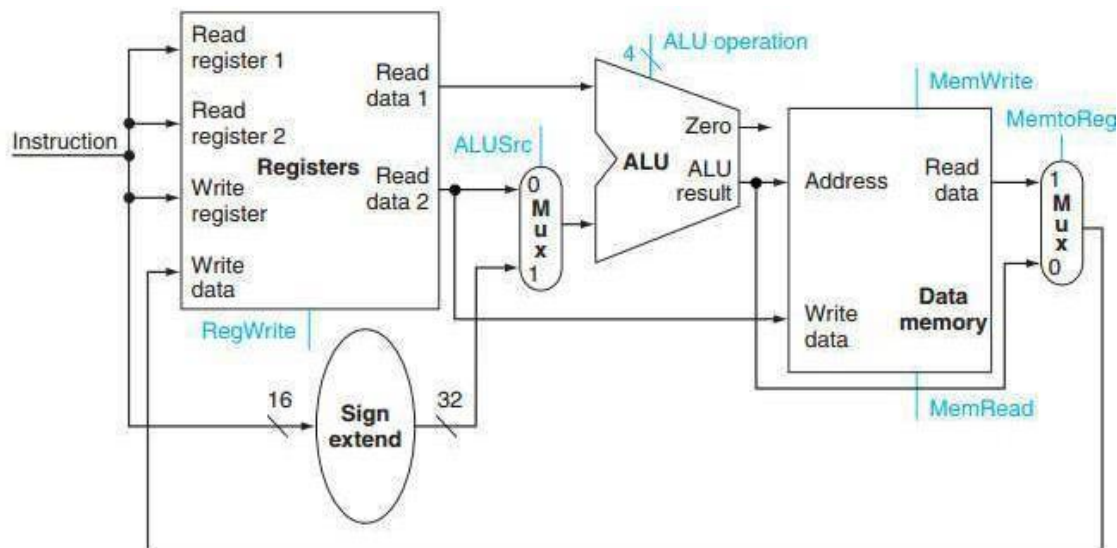 Instruction
Read
register 1
Read
register 2
Write
register
Write
data
Registers
Read
data 1
Read
data 2
RegWrite
16
Sign
extend
32
ALUSrc
0
M
u
x
1
4
ALU operation
Zero
ALU
ALU
result
MemWrite
Address
Read
data
Write
data
Data
memory
MemRead
MemtoReg
1
M
u
x
0